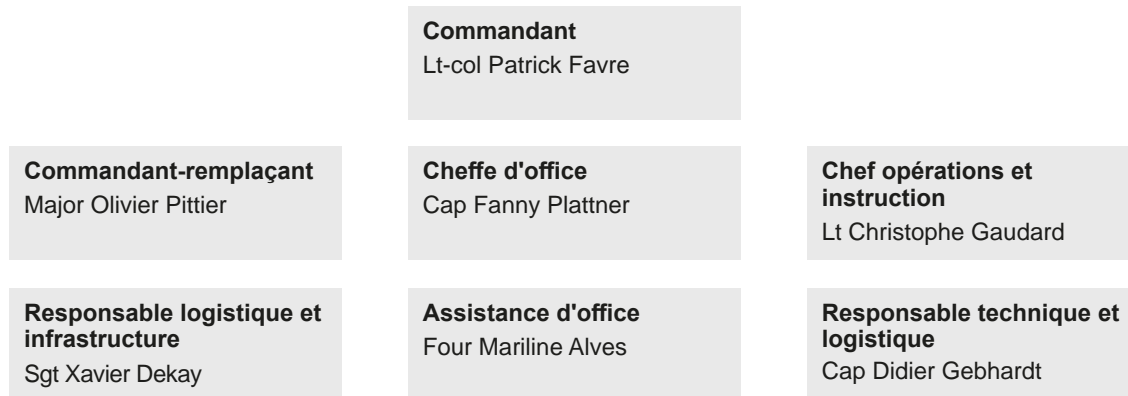 Commandant
Lt-col Patrick Favre
Commandant-remplaçant
Major Olivier Pittier
Cheffe d'office
Cap Fanny Plattner
Chef opérations et
instruction
Lt Christophe Gaudard
Responsable logistique et
infrastructure
Sgt Xavier Dekay
Assistance d'office
Four Mariline Alves
Responsable technique et
logistique
Cap Didier Gebhardt